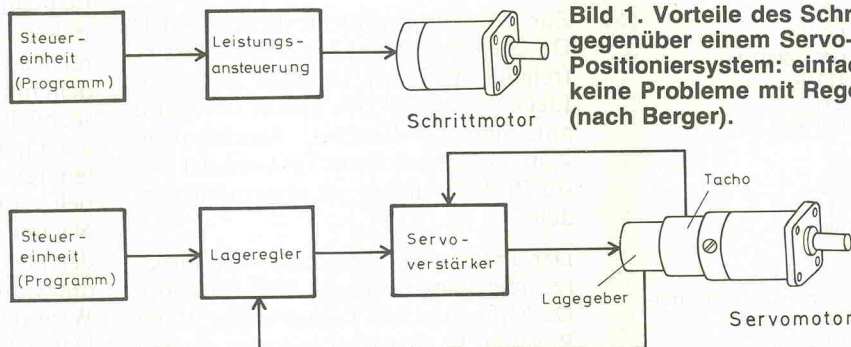 Bild 1. Vorteile des Schr
gegenüber einem Servo-
Positioniersystem: einfac
keine Probleme mit Rege
(nach Berger).
Steuer-
einheit
(Programm)
Leistungs-
ansteuerung
Schrittmotor
Steuer-
einheit
(Programm)
Lageregler
Servo-
verstärker
Tacho
Lagegeber
Servomotor